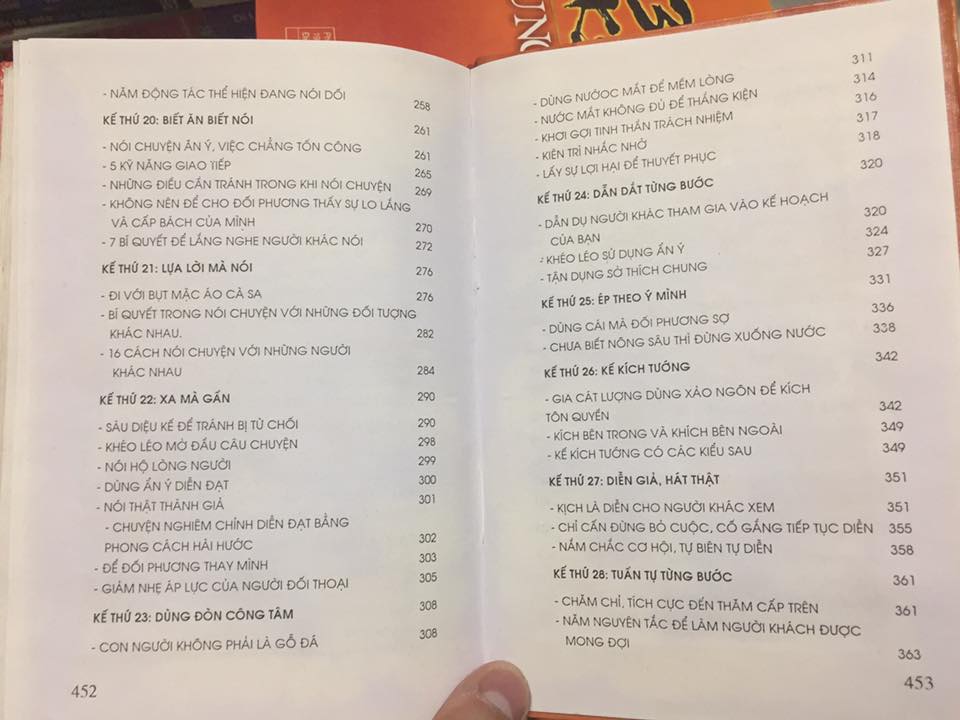 - NĂM ĐỘNG TÁC THỂ HIỆN ĐANG NÓI DỐI 258
KẾ THỨ 20: BIẾT ĂN BIẾT NÓI 261
- NÓI CHUYỆN ĂN Ý, VIỆC CHẲNG TỐN CÔNG 261
- 5 KỸ NĂNG GIAO TIẾP 265
- NHỮNG ĐIỀU CẦN TRÁNH TRONG KHI NÓI CHUYỆN 269
- KHÔNG NÊN ĐỂ CHO ĐỐI PHƯƠNG THẤY SỰ LO LẮNG
VÀ CẤP BÁCH CỦA MÌNH 270
- 7 BÍ QUYẾT ĐỂ LẮNG NGHE NGƯỜI KHÁC NÓI 272
KẾ THỨ 21: LỰA LỜI MÀ NÓI 276
- ĐI VỚI BỤT MẶC ÁO CÀ SA 276
- BÍ QUYẾT TRONG NÓI CHUYỆN VỚI NHỮNG ĐỐI TƯỢNG
KHÁC NHAU. 282
- 16 CÁCH NÓI CHUYỆN VỚI NHỮNG NGƯỜI
KHÁC NHAU 284
KẾ THỨ 22: XA MÀ GẦN 290
- SÁU DIỆU KẾ ĐỂ TRÁNH BỊ TỪ CHỐI 290
- KHÉO LÉO MỞ ĐẦU CÂU CHUYỆN 298
- NÓI HỘ LÒNG NGƯỜI 299
- DÙNG ẨN Ý DIỄN ĐẠT 300
- NÓI THẬT THÀNH GIẢ 301
- CHUYỆN NGHIÊM CHỈNH DIỄN ĐẠT BẰNG
PHONG CÁCH HÀI HƯỚC 302
- ĐỂ ĐỐI PHƯƠNG THAY MÌNH 303
- GIẢM NHẸ ÁP LỰC CỦA NGƯỜI ĐỐI THOẠI 305
KẾ THỨ 23: DÙNG ĐÒN CÔNG TÂM 308
- CON NGƯỜI KHÔNG PHẢI LÀ GỖ ĐÁ 308
452
- DÙNG NƯỚỌC MẮT ĐỂ MỀM LÒNG 311
- NƯỚC MẮT KHÔNG ĐỦ ĐỂ THẮNG KIỆN 314
- KHƠI GỢI TINH THẦN TRÁCH NHIỆM 316
- KIÊN TRÌ NHẮC NHỞ 317
- LẤY SỰ LỢI HẠI ĐỂ THUYẾT PHỤC 318
KẾ THỨ 24: DẪN DẮT TỪNG BƯỚC 320
- DẪN DỤ NGƯỜI KHÁC THAM GIA VÀO KẾ HOẠCH
CỦA BẠN 320
- KHÉO LÉO SỬ DỤNG ẨN Ý 324
- TẬN DỤNG SỞ THÍCH CHUNG 327
KẾ THỨ 25: ÉP THEO Ý MÌNH 331
- DÙNG CÁI MÀ ĐỐI PHƯƠNG SỢ 336
- CHƯA BIẾT NÔNG SÂU THÌ ĐỪNG XUỐNG NƯỚC 338
KẾ THỨ 26: KẾ KÍCH TƯỚNG 342
- GIA CÁT LƯỢNG DÙNG XẢO NGÔN ĐỂ KÍCH
TÔN QUYỀN 342
- KÍCH BÊN TRONG VÀ KHÍCH BÊN NGOÀI 349
- KẾ KÍCH TƯỚNG CÓ CÁC KIỂU SAU 349
KẾ THỨ 27: DIỄN GIẢ, HÁT THẬT 351
- KỊCH LÀ DIỄN CHO NGƯỜI KHÁC XEM 351
- CHỈ CẦN ĐỪNG BỎ CUỘC, CỐ GẮNG TIẾP TỤC DIỄN 355
- NẮM CHẮC CƠ HỘI, TỰ BIÊN TỰ DIỄN 358
KẾ THỨ 28: TUẦN TỰ TỪNG BƯỚC 361
- CHĂM CHỈ, TÍCH CỰC ĐẾN THĂM CẤP TRÊN 361
- NĂM NGUYÊN TẮC ĐỂ LÀM NGƯỜI KHÁCH ĐƯỢC
MONG ĐỢI 363
453